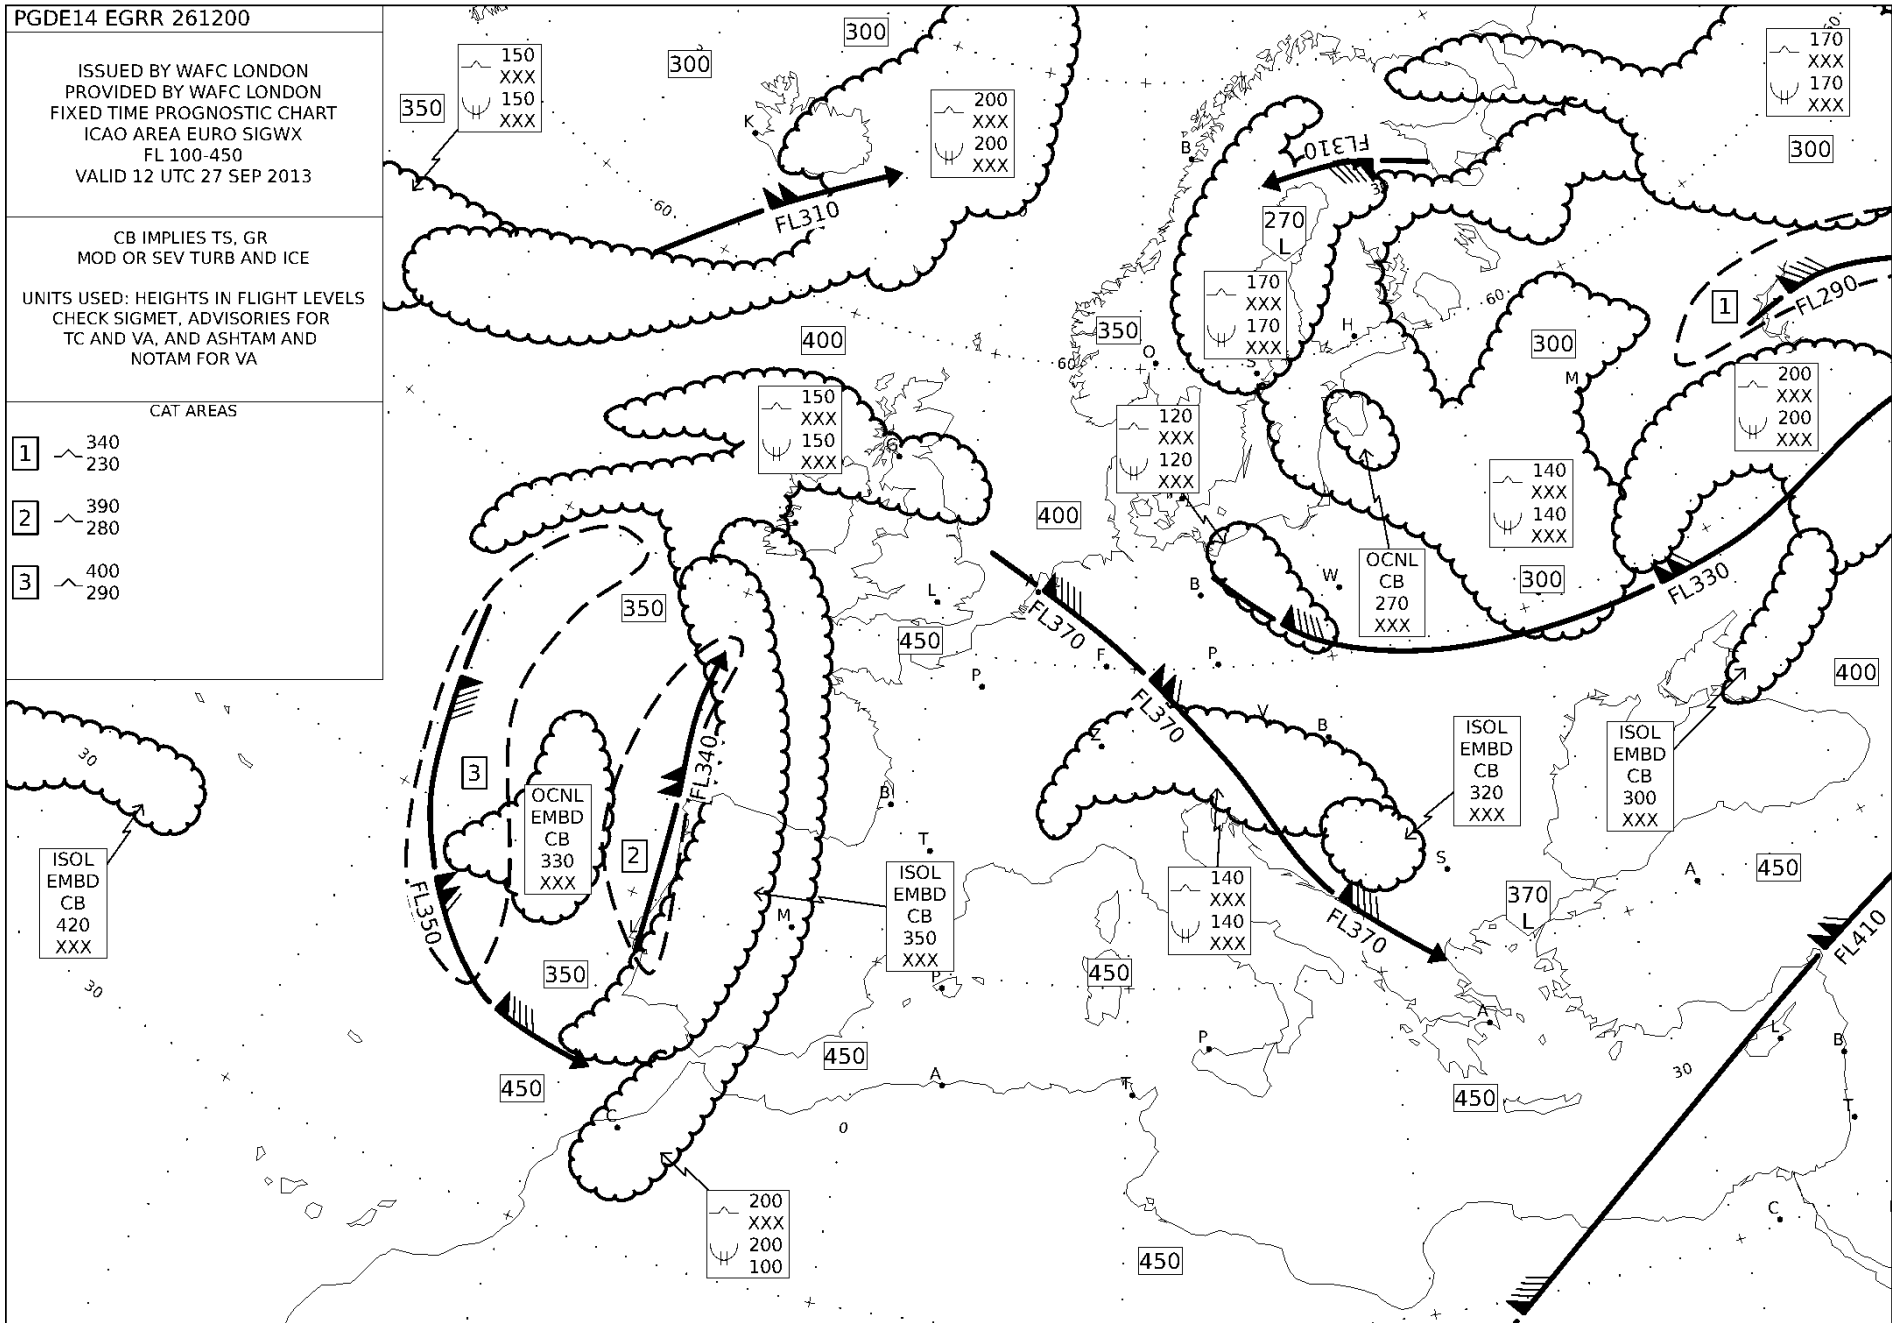 PGDE14 EGRR 261200
ISSUED BY WAFC LONDON
PROVIDED BY WAFC LONDON
FIXED TIME PROGNOSTIC CHART
ICAO AREA EURO SIGWX
FL 100-450
VALID 12 UTC 27 SEP 2013
CB IMPLIES TS, GR
MOD OR SEV TURB AND ICE
UNITS USED: HEIGHTS IN FLIGHT LEVELS
CHECK SIGMET, ADVISORIES FOR
TC AND VA, AND ASHTAM AND
NOTAM FOR VA
CAT AREAS
1
340
230
2
390
280
3
400
290
150
XXX
150
XXX
350
300
300
K
200
XXX
200
XXX
60
FL310
B
FL310
270
L
170
XXX
170
XXX
170
XXX
170
XXX
300
60
1
FL290
60
400
350
O
60
S
H
300
M
200
XXX
200
XXX
150
XXX
150
XXX
G
120
XXX
120
XXX
140
XXX
140
XXX
400
OCNL
CB
270
XXX
300
FL330
B
W
350
L
450
FL370
F
P
P
400
FL370
Z
V
B
ISOL
EMBD
CB
320
XXX
ISOL
EMBD
CB
300
XXX
30
3
FL340
OCNL
EMBD
CB
330
XXX
2
B
T
ISOL
EMBD
CB
420
XXX
FL350
L
M
ISOL
EMBD
CB
350
XXX
P
140
XXX
140
XXX
S
FL370
370
L
A
450
FL410
30
350
450
450
450
A
T
P
A
450
L
B
30
T
C
0
200
XXX
200
100
450
C